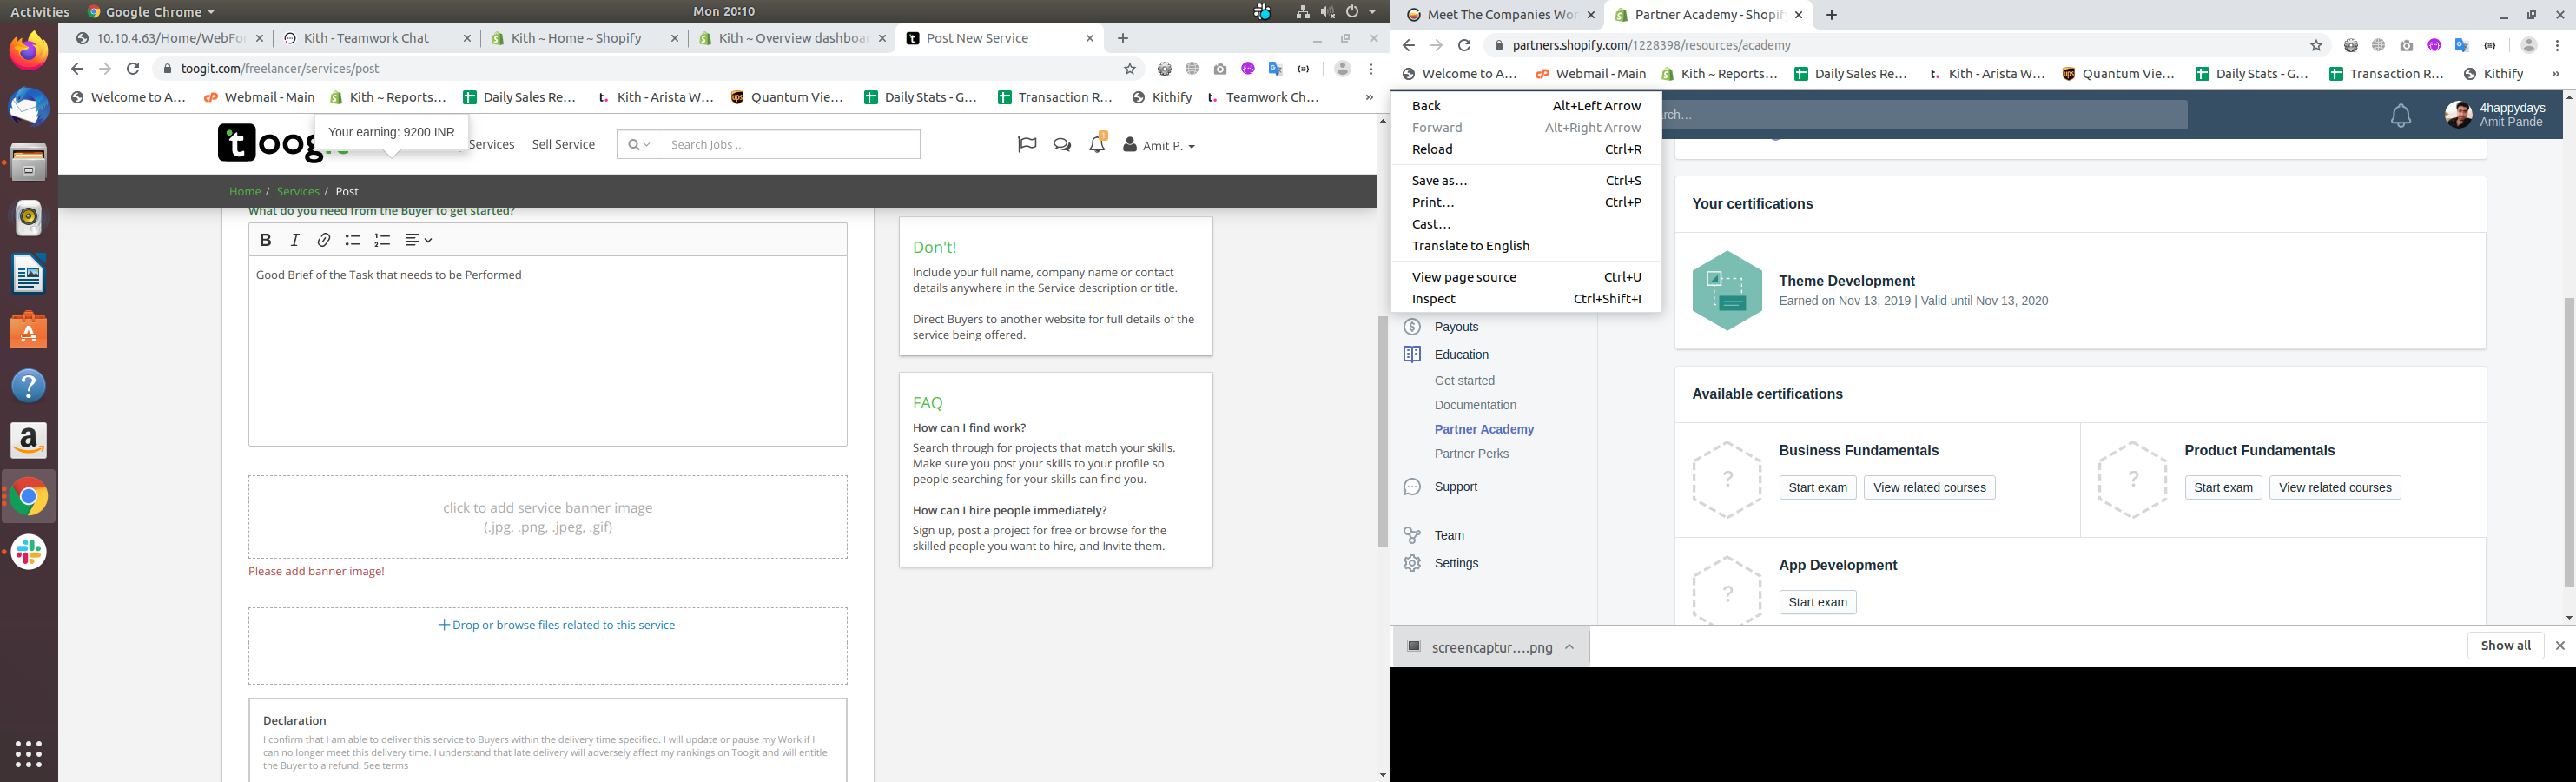 Activities
Google Chrome
Mon 20:10
10.10.4.63/Home/WebFor
Kith - Teamwork Chat
Kith ~ Home ~ Shopify
Kith ~ Overview dashboar
Post New Service
toogit.com/freelancer/services/post
Welcome to A...
Webmail - Main
Kith ~ Reports...
Daily Sales Re...
Kith - Arista W...
Quantum Vie...
Daily Stats - G...
Transaction R...
Kithify
Teamwork Ch...
»
Your earning: 9200 INR
Services
Sell Service
Search Jobs ...
1
Amit P.
Home / Services / Post
What do you need from the Buyer to get started?
B I
Good Brief of the Task that needs to be Performed
click to add service banner image
(.jpg, .png, .jpeg, .gif)
Please add banner image!
Drop or browse files related to this service
Declaration
I confirm that I am able to deliver this service to Buyers within the delivery time specified. I will update or pause my Work if I
can no longer meet this delivery time. I understand that late delivery will adversely affect my rankings on Toogit and will entitle
the Buyer to a refund. See terms
Don't!
Include your full name, company name or contact
details anywhere in the Service description or title.
Direct Buyers to another website for full details of the
service being offered.
FAQ
How can I find work?
Search through for projects that match your skills.
Make sure you post your skills to your profile so
people searching for your skills can find you.
How can I hire people immediately?
Sign up, post a project for free or browse for the
skilled people you want to hire, and Invite them.
Meet The Companies Wor
Partner Academy - Shopif
partners.shopify.com/1228398/resources/academy
Welcome to A...
Webmail - Main
Kith ~ Reports...
Daily Sales Re...
Kith - Arista W...
Quantum Vie...
Daily Stats - G...
Transaction R...
Kithify
»
Back Alt+Left Arrow
Forward Alt+Right Arrow
Reload Ctrl+R
Save as... Ctrl+S
Print... Ctrl+P
Cast...
Translate to English
View page source Ctrl+U
Inspect Ctrl+Shift+I
4happydays
Amit Pande
Payouts
Education
Get started
Documentation
Partner Academy
Partner Perks
Support
Team
Settings
Your certifications
Theme Development
Earned on Nov 13, 2019 | Valid until Nov 13, 2020
Available certifications
?
Business Fundamentals
Start exam
View related courses
?
Product Fundamentals
Start exam
View related courses
?
App Development
Start exam
screencaptur....png
Show all